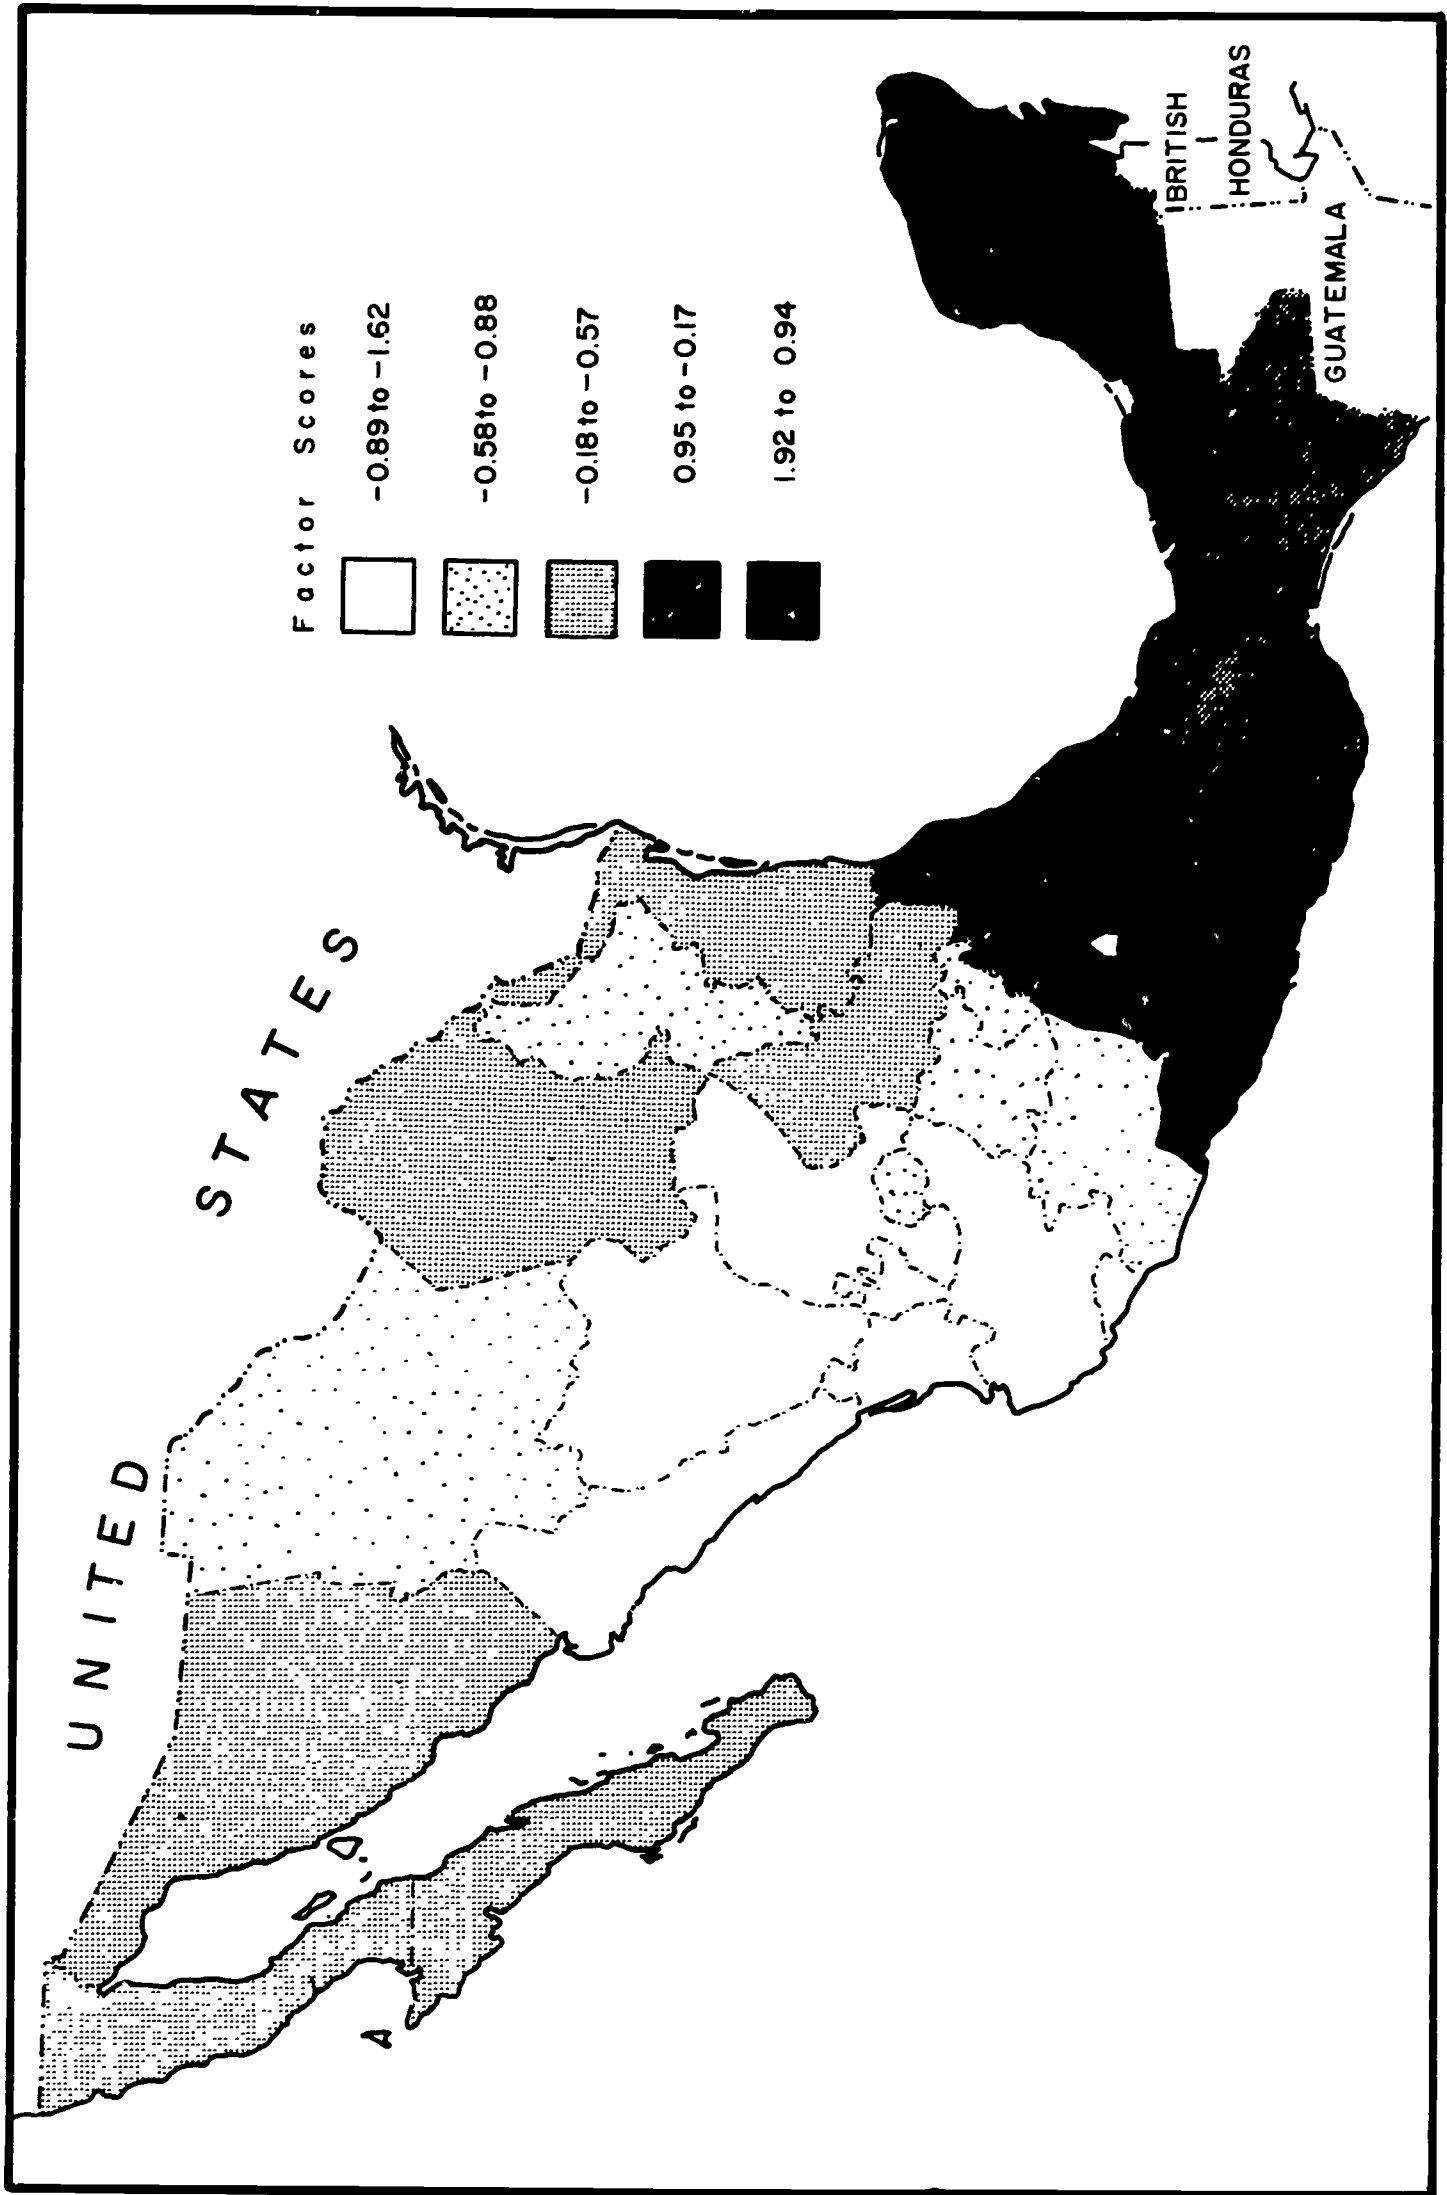 UNITED
STATES
Factor Scores
-0.89 to -1.62
-0.58 to -0.88
-0.18 to -0.57
0.95 to -0.17
1.92 to 0.94
BRITISH
HONDURAS
GUATEMALA